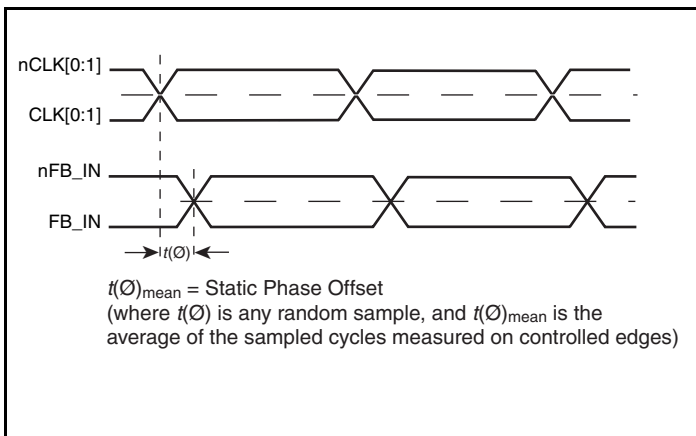 nCLK[0:1]
CLK[0:1]
nFB_IN
FB_IN
t(Ø)
t(Ø)mean = Static Phase Offset
(where t(Ø) is any random sample, and t(Ø)mean is the
average of the sampled cycles measured on controlled edges)